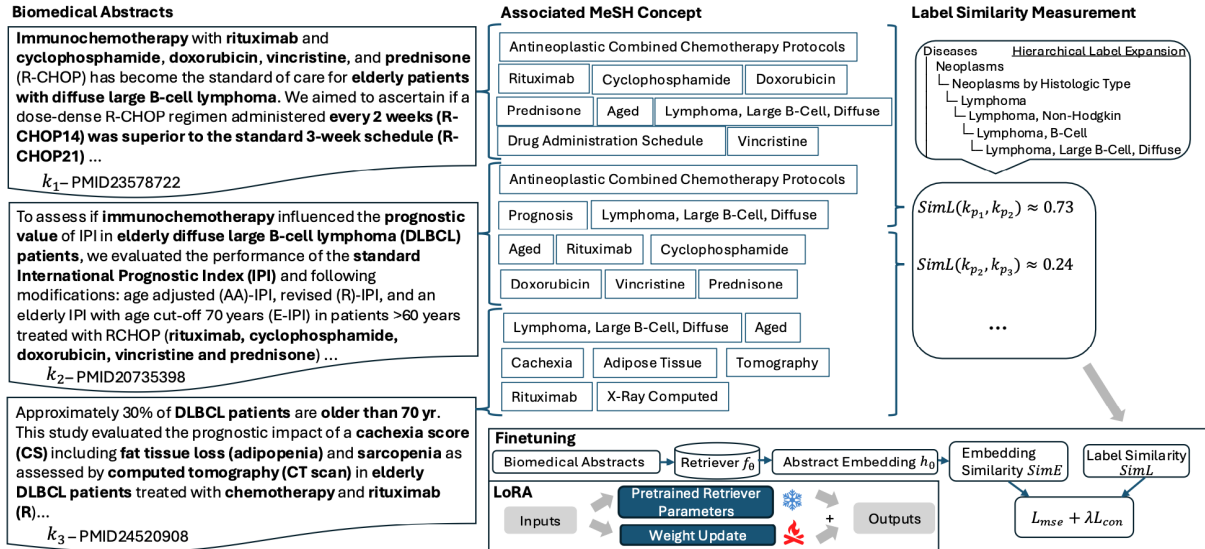 Biomedical Abstracts
Immunochemotherapy with rituximab and
cyclophosphamide, doxorubicin, vincristine, and prednisone
(R-CHOP) has become the standard of care for elderly patients
with diffuse large B-cell lymphoma. We aimed to ascertain if a
dose-dense R-CHOP regimen administered every 2 weeks (R-
CHOP14) was superior to the standard 3-week schedule (R-
CHOP21) ...
k1– PMID23578722
To assess if immunochemotherapy influenced the prognostic
value of IPI in elderly diffuse large B-cell lymphoma (DLBCL)
patients, we evaluated the performance of the standard
International Prognostic Index (IPI) and following
modifications: age adjusted (AA)-IPI, revised (R)-IPI, and an
elderly IPI with age cut-off 70 years (E-IPI) in patients >60 years
treated with RCHOP (rituximab, cyclophosphamide,
doxorubicin, vincristine and prednisone) ...
k2– PMID20735398
Approximately 30% of DLBCL patients are older than 70 yr.
This study evaluated the prognostic impact of a cachexia score
(CS) including fat tissue loss (adipopenia) and sarcopenia as
assessed by computed tomography (CT scan) in elderly
DLBCL patients treated with chemotherapy and rituximab
(R)...
k3– PMID24520908
Associated MeSH Concept
Antineoplastic Combined Chemotherapy Protocols
Rituximab Cyclophosphamide Doxorubicin
Prednisone Aged Lymphoma, Large B-Cell, Diffuse
Drug Administration Schedule Vincristine
Antineoplastic Combined Chemotherapy Protocols
Prognosis Lymphoma, Large B-Cell, Diffuse
Aged Rituximab Cyclophosphamide
Doxorubicin Vincristine Prednisone
Lymphoma, Large B-Cell, Diffuse Aged
Cachexia Adipose Tissue Tomography
Rituximab X-Ray Computed
Label Similarity Measurement
Diseases Hierarchical Label Expansion
Neoplasms
Neoplasms by Histologic Type
Lymphoma
Lymphoma, Non-Hodgkin
Lymphoma, B-Cell
Lymphoma, Large B-Cell, Diffuse
SimL(kp1, kp2) ≈ 0.73
SimL(kp2, kp3) ≈ 0.24
...
Finetuning
Biomedical Abstracts Retriever fθ Abstract Embedding h0
Embedding
Similarity SimE
Label Similarity
SimL
Lmse + λLcon
LoRA
Inputs
Pretrained Retriever
Parameters
Weight Update
+
Outputs